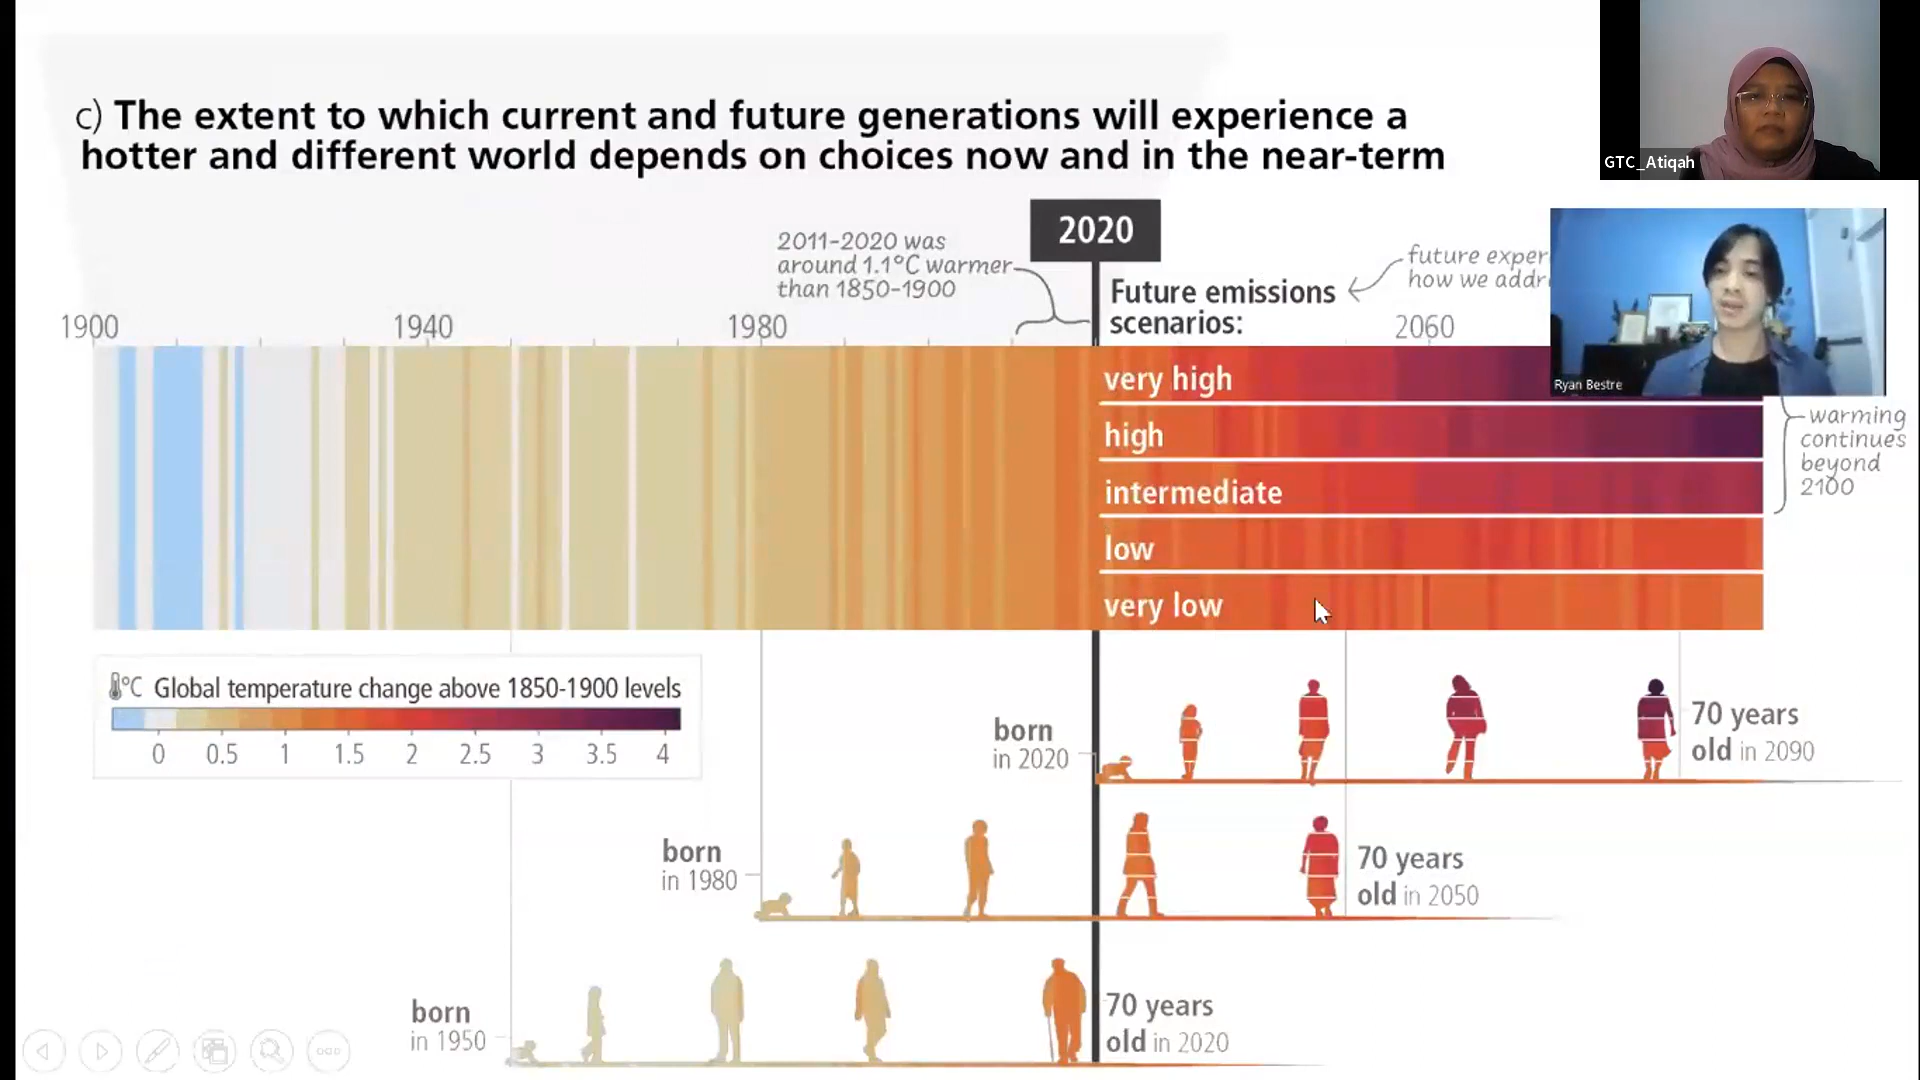 c) The extent to which current and future generations will experience a
hotter and different world depends on choices now and in the near-term
GTC_Atiqah
2011-2020 was
around 1.1°C warmer
than 1850-1900
2020
Future emissions
scenarios:
future exper
how we addr
Ryan Bestre
1900 1940 1980 2060
very high
high
intermediate
low
very low
warming
continues
beyond
2100
°C Global temperature change above 1850-1900 levels
0 0.5 1 1.5 2 2.5 3 3.5 4
born
in 2020
70 years
old in 2090
born
in 1980
70 years
old in 2050
born
in 1950
70 years
old in 2020